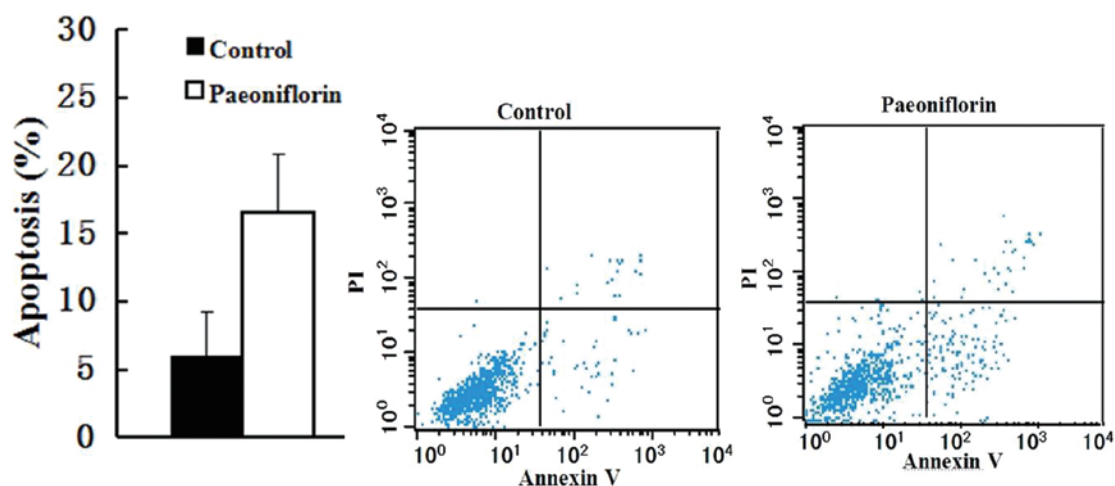 Apoptosis (%)
30
25
20
15
10
5
0
Control
Paeoniflorin
Control
PI
10⁴
10³
10²
10¹
10⁰
10⁰ 10¹ 10² 10³ 10⁴
Annexin V
Paeoniflorin
PI
10⁴
10³
10²
10¹
10⁰
10⁰ 10¹ 10² 10³ 10⁴
Annexin V